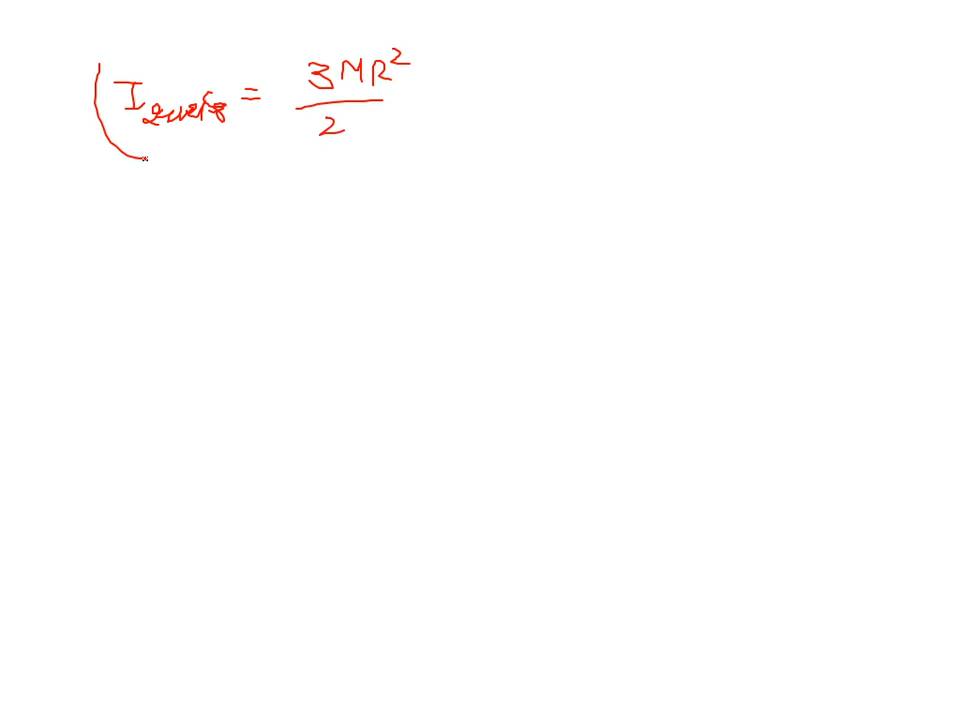 I = 3MR²/2